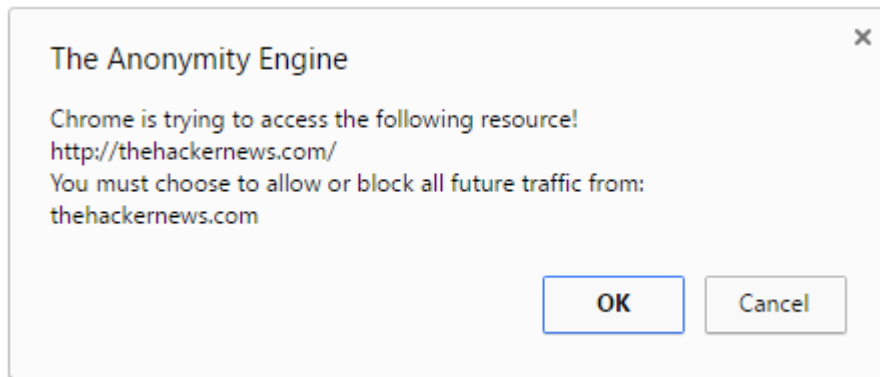 The Anonymity Engine
Chrome is trying to access the following resource!
http://thehackernews.com/
You must choose to allow or block all future traffic from:
thehackernews.com
OK Cancel